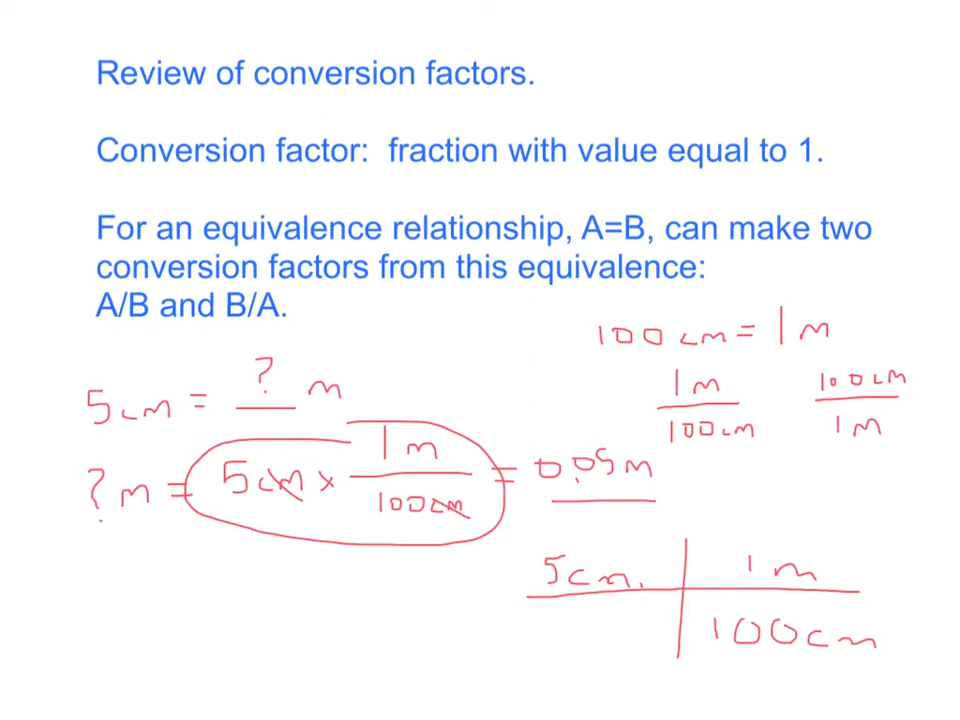 Review of conversion factors.
Conversion factor: fraction with value equal to 1.
For an equivalence relationship, A=B, can make two
conversion factors from this equivalence:
A/B and B/A.
100 cm = 1 m
1 m / 100 cm
100 cm / 1 m
5 cm = ? m
? m = 5 cm x 1 m / 100 cm = 0.05 m
5 cm. | 1 m
100 cm